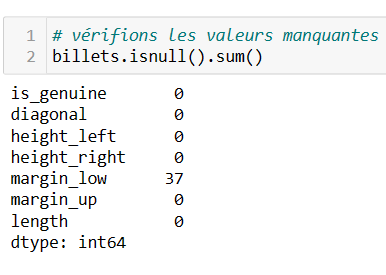 1 # vérifions les valeurs manquantes
2 billets.isnull().sum()
is_genuine 0
diagonal 0
height_left 0
height_right 0
margin_low 37
margin_up 0
length 0
dtype: int64